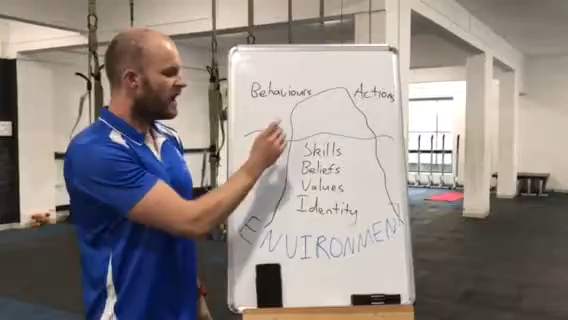 Behaviours Actions
Skills
Beliefs
Values
Identity
ENVIRONMENT